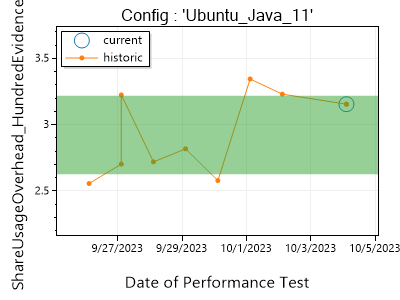 Config : 'Ubuntu_Java_11'
current
historic
ShareUsageOverhead_HundredEvidences
3.5
3
2.5
9/27/2023
9/29/2023
10/1/2023
10/3/2023
10/5/2023
Date of Performance Test